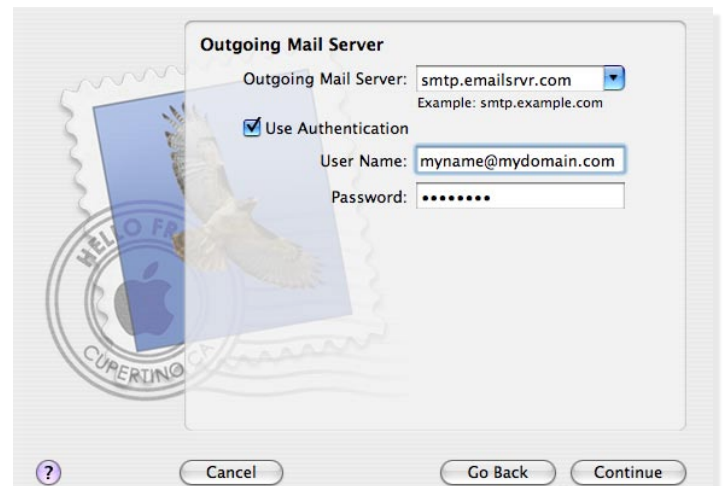 Outgoing Mail Server
Outgoing Mail Server: smtp.emailsrvr.com
Example: smtp.example.com
Use Authentication
User Name: myname@mydomain.com
Password: ••••••••
HELLO FR
CUPERTINO CA
? Cancel Go Back Continue